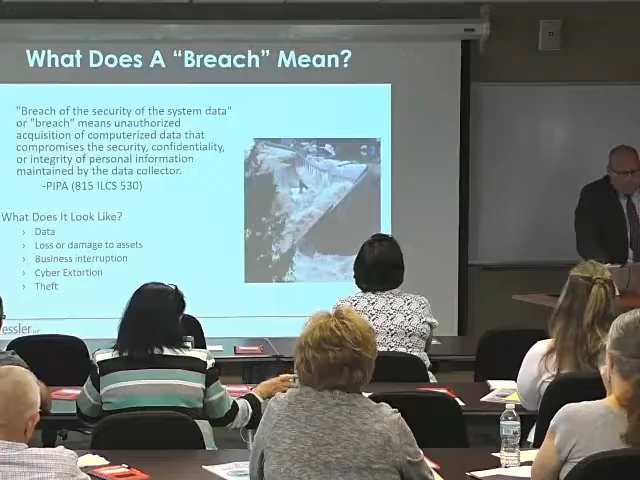 What Does A “Breach” Mean?
"Breach of the security of the system data"
or "breach" means unauthorized
acquisition of computerized data that
compromises the security, confidentiality,
or integrity of personal information
maintained by the data collector.
-PIPA (815 ILCS 530)
What Does It Look Like?
› Data
› Loss or damage to assets
› Business interruption
› Cyber Extortion
› Theft
essler